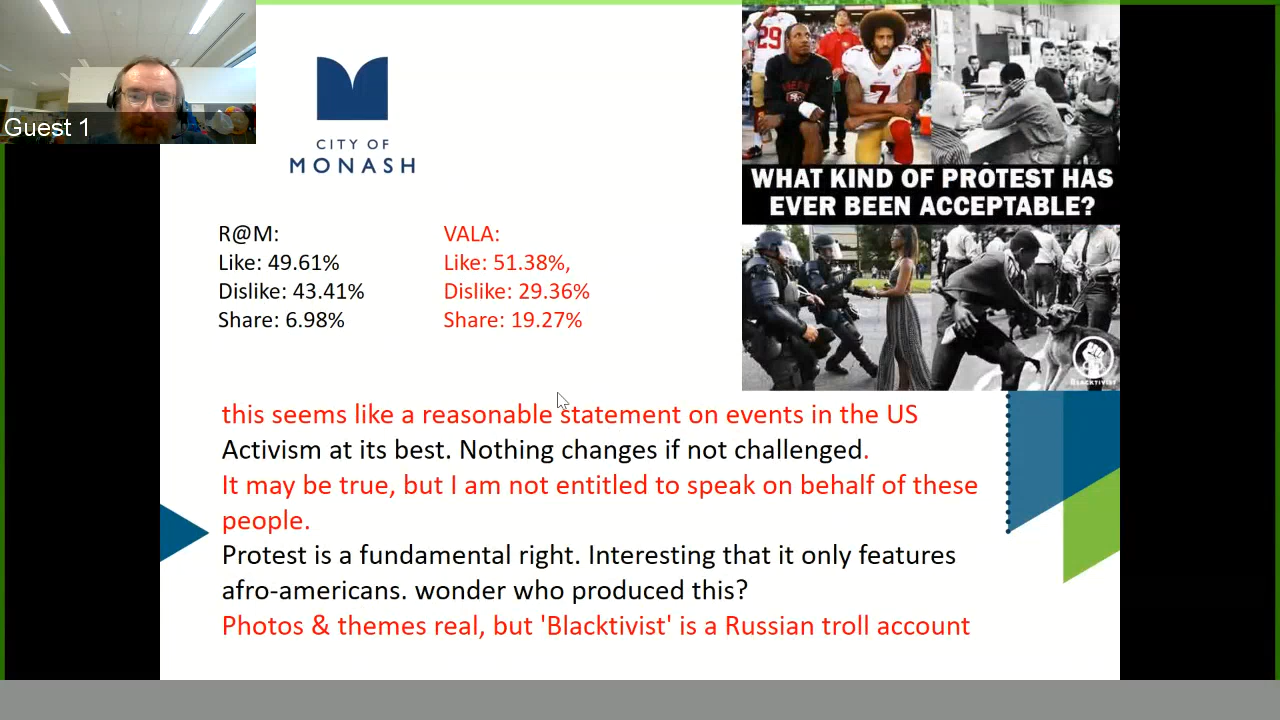 Guest 1
CITY OF
MONASH
29
7
WHAT KIND OF PROTEST HAS
EVER BEEN ACCEPTABLE?
BLACKTIVIST
R@M:
Like: 49.61%
Dislike: 43.41%
Share: 6.98%
VALA:
Like: 51.38%,
Dislike: 29.36%
Share: 19.27%
this seems like a reasonable statement on events in the US
Activism at its best. Nothing changes if not challenged.
It may be true, but I am not entitled to speak on behalf of these
people.
Protest is a fundamental right. Interesting that it only features
afro-americans. wonder who produced this?
Photos & themes real, but 'Blacktivist' is a Russian troll account